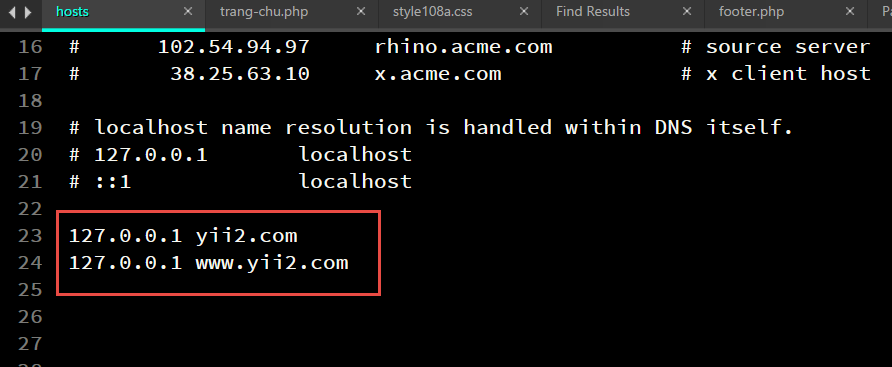 hosts × trang-chu.php × style108a.css × Find Results × footer.php ×
16 # 102.54.94.97 rhino.acme.com # source server
17 # 38.25.63.10 x.acme.com # x client host
18
19 # localhost name resolution is handled within DNS itself.
20 # 127.0.0.1 localhost
21 # ::1 localhost
22
23 127.0.0.1 yii2.com
24 127.0.0.1 www.yii2.com
25
26
27